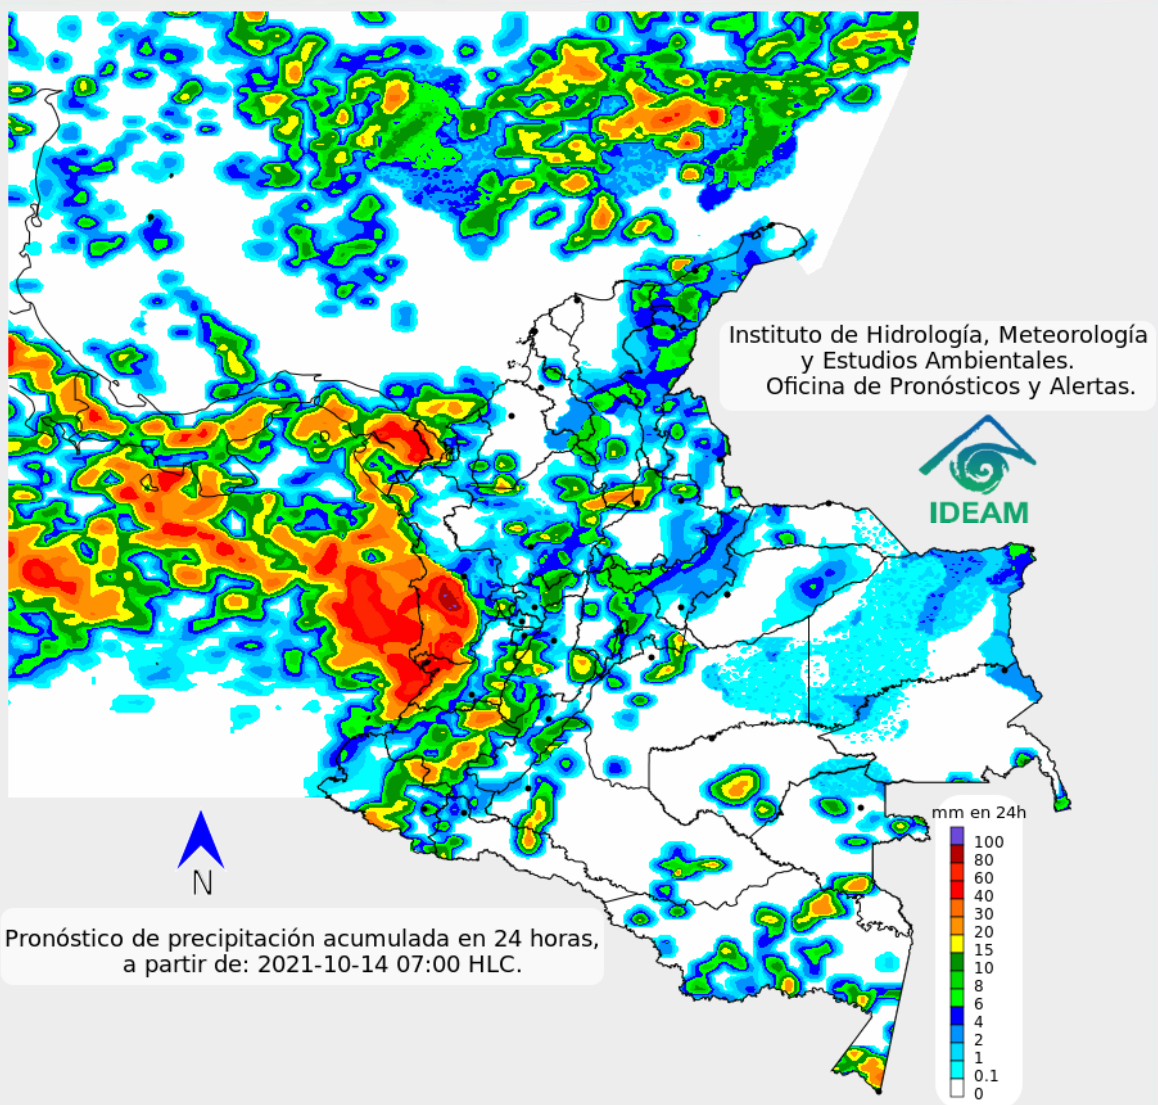 Instituto de Hidrología, Meteorología
y Estudios Ambientales.
Oficina de Pronósticos y Alertas.
IDEAM
mm en 24h
100
80
60
40
30
20
15
10
8
6
4
2
1
0.1
0
N
Pronóstico de precipitación acumulada en 24 horas,
a partir de: 2021-10-14 07:00 HLC.